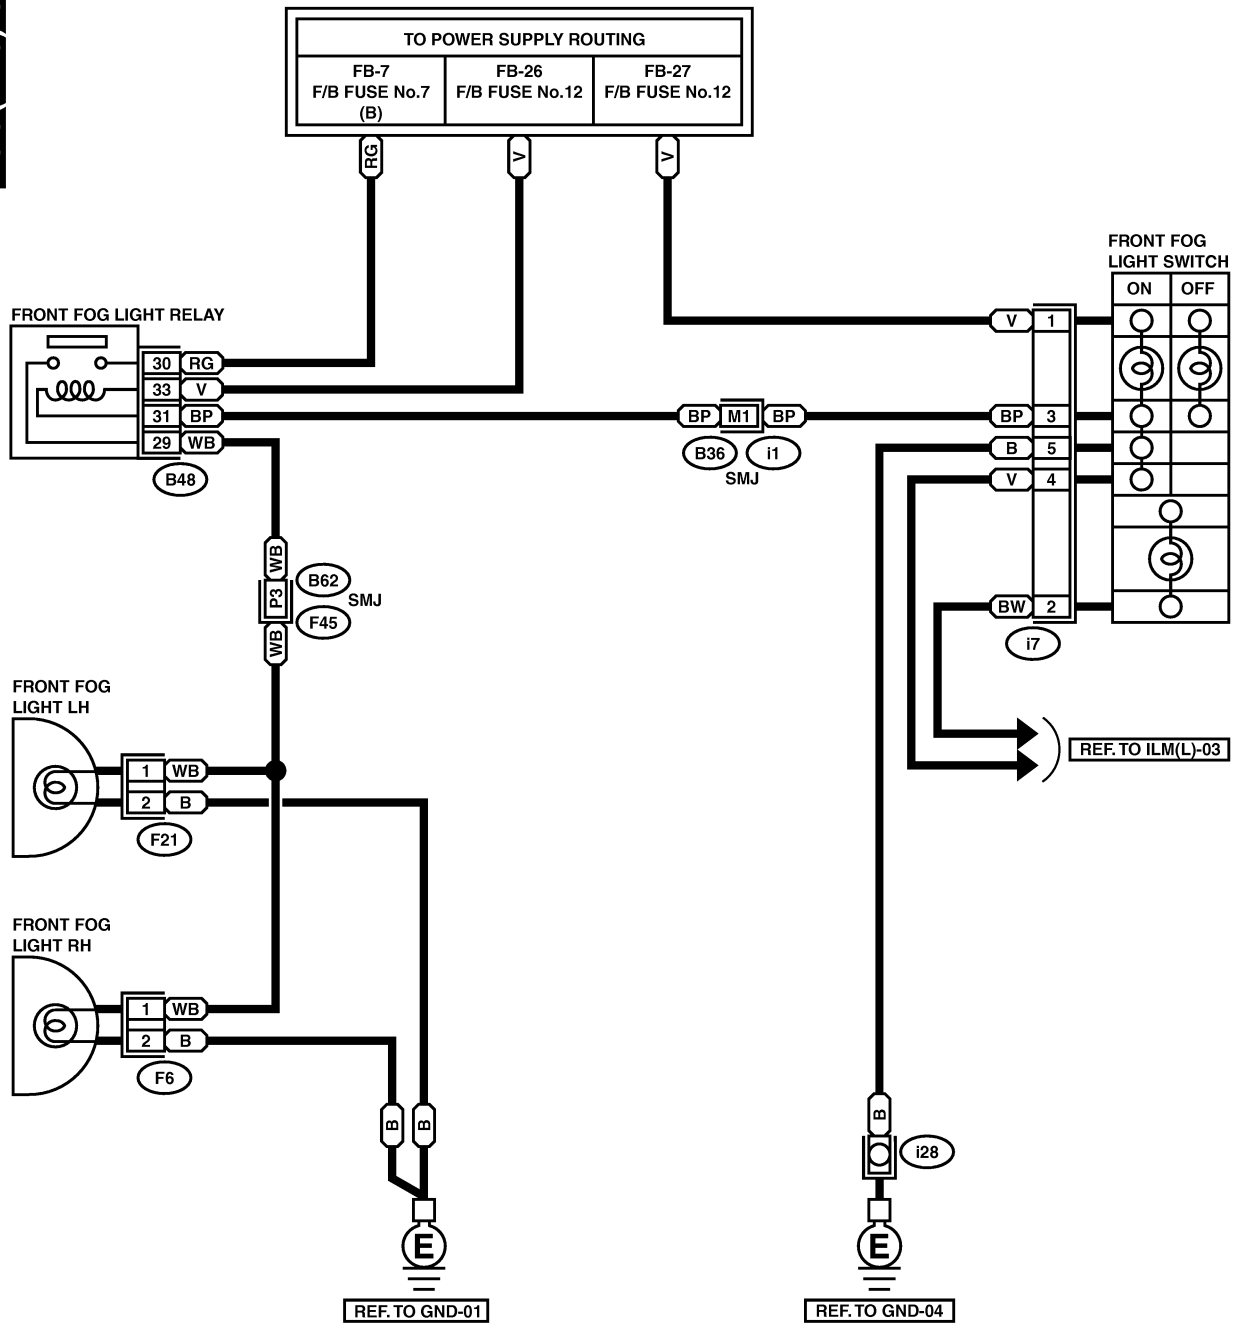 TO POWER SUPPLY ROUTING
FB-7
F/B FUSE No.7
(B)
FB-26
F/B FUSE No.12
FB-27
F/B FUSE No.12
RG
V
V
FRONT FOG
LIGHT SWITCH
ON OFF
FRONT FOG LIGHT RELAY
30 RG
33 V
31 BP
29 WB
B48
BP M1 BP
B36 i1
SMJ
V 1
BP 3
B 5
V 4
BW 2
i7
WB
P3
WB
B62
SMJ
F45
REF. TO ILM(L)-03
FRONT FOG
LIGHT LH
1 WB
2 B
F21
FRONT FOG
LIGHT RH
1 WB
2 B
F6
B
B
B
i28
E
E
REF. TO GND-01
REF. TO GND-04